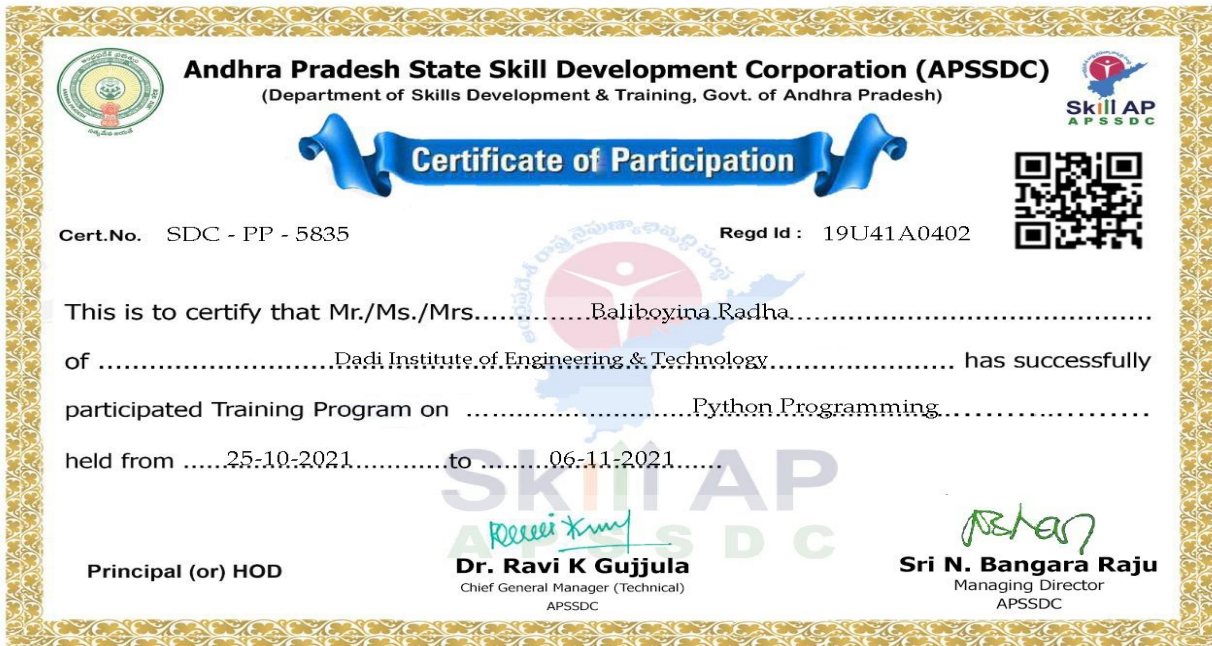 Andhra Pradesh State Skill Development Corporation (APSSDC)
(Department of Skills Development & Training, Govt. of Andhra Pradesh)
Skill AP
APSSDC
Certificate of Participation
Cert.No. SDC - PP - 5835
Regd Id : 19U41A0402
This is to certify that Mr./Ms./Mrs..............Baliboyina Radha..............
of ..............Dadi Institute of Engineering & Technology.............. has successfully
participated Training Program on ..............Python Programming..............
held from ......25-10-2021............to .........06-11-2021......
Skill AP
APSSDC
Principal (or) HOD
Dr. Ravi K Gujjula
Chief General Manager (Technical)
APSSDC
Sri N. Bangara Raju
Managing Director
APSSDC